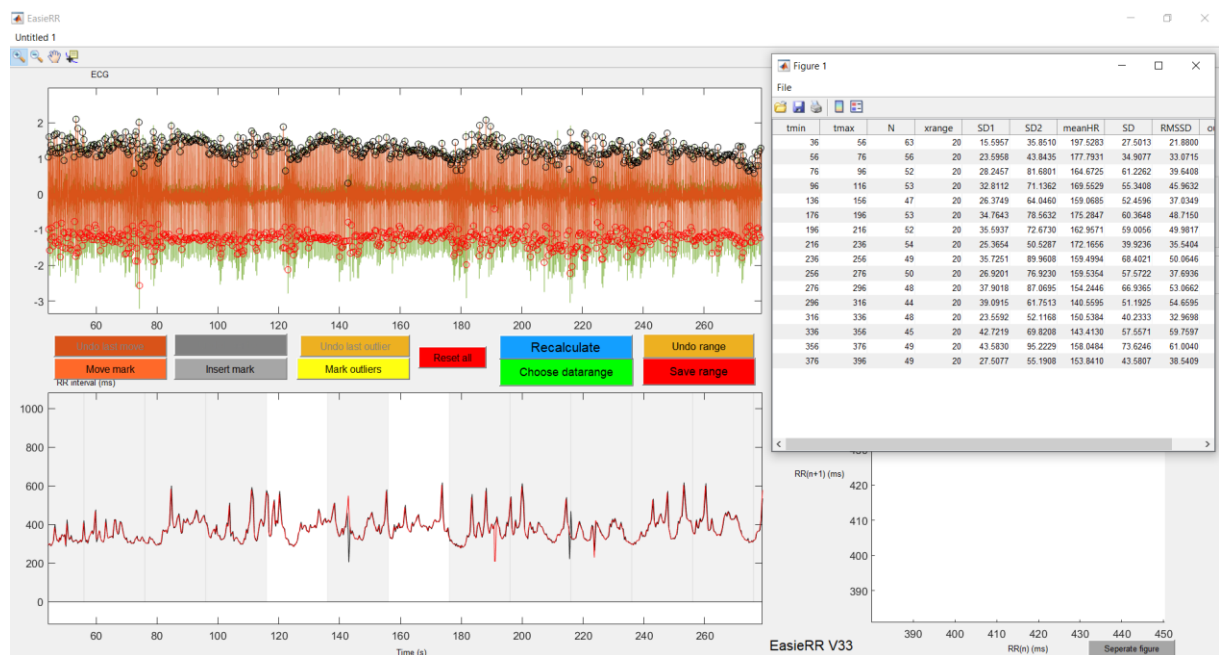 EasieRR
Untitled 1
ECG
2
1
0
-1
-2
-3
60 80 100 120 140 160 180 200 220 240 260
Undo last move Undo last outlier Reset all Recalculate Undo range
Move mark Insert mark Mark outliers Choose datarange Save range
RR interval (ms)
1000
800
600
400
200
0
60 80 100 120 140 160 180 200 220 240 260
Time (s)
Figure 1
File
tmin tmax N xrange SD1 SD2 meanHR SD RMSSD ou
36 56 63 20 15.5957 35.8510 197.5283 27.5013 21.8800
56 76 56 20 23.5958 43.8435 177.7931 34.9077 33.0715
76 96 52 20 28.2457 81.6801 164.6725 61.2262 39.6408
96 116 53 20 32.8112 71.1362 169.5529 55.3408 45.9632
136 156 47 20 26.3749 64.0460 159.0685 52.4596 37.0349
176 196 53 20 34.7643 78.5632 175.2847 60.3648 48.7150
196 216 52 20 35.5937 72.6730 162.9571 59.0056 49.9817
216 236 54 20 25.3654 50.5287 172.1656 39.9236 35.5404
236 256 49 20 35.7251 89.9608 159.4994 68.4021 50.0646
256 276 50 20 26.9201 76.9230 159.5354 57.5722 37.6936
276 296 48 20 37.9018 87.0695 154.2446 66.9365 53.0662
296 316 44 20 39.0915 61.7513 140.5595 51.1925 54.6595
316 336 48 20 23.5592 52.1168 150.5384 40.2333 32.9698
336 356 45 20 42.7219 69.8208 143.4130 57.5571 59.7597
356 376 49 20 43.5830 95.2229 158.0484 73.6246 61.0040
376 396 49 20 27.5077 55.1908 153.8410 43.5807 38.5409
RR(n+1) (ms)
420
410
400
390
390 400 410 420 430 440 450
RR(n) (ms)
EasieRR V33
Seperate figure